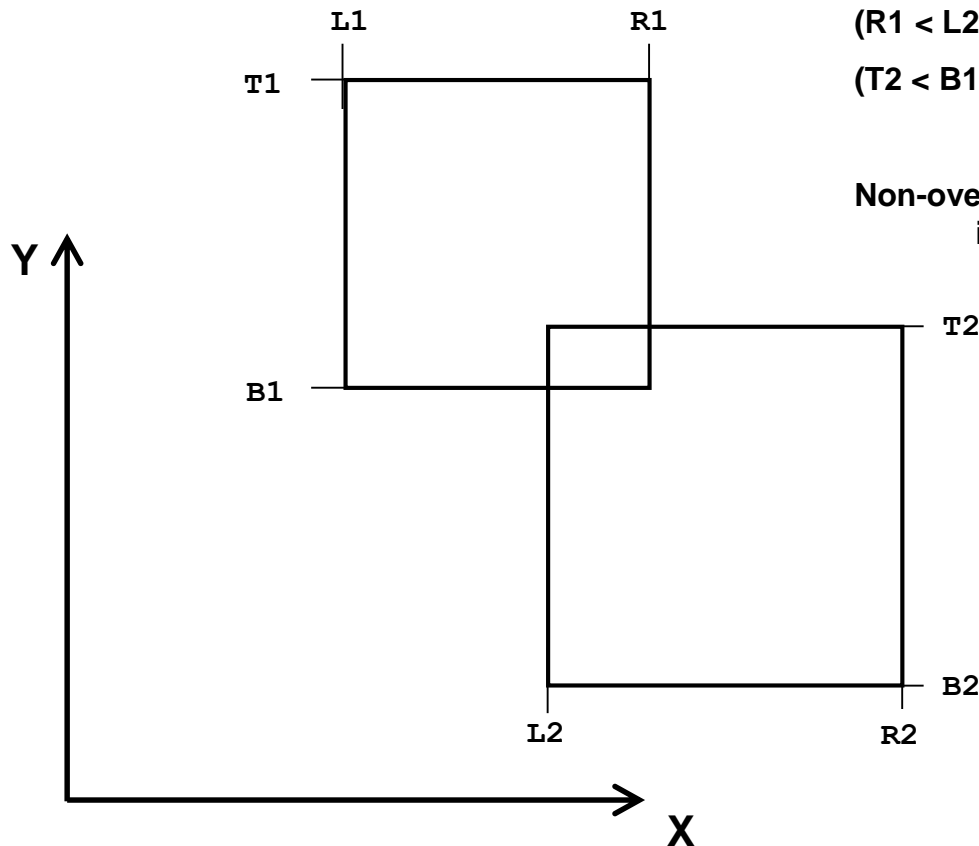 L1 R1 (R1 < L2
T1 (T2 < B1
Non-ove
i
Y
T2
B1
B2
L2 R2
X